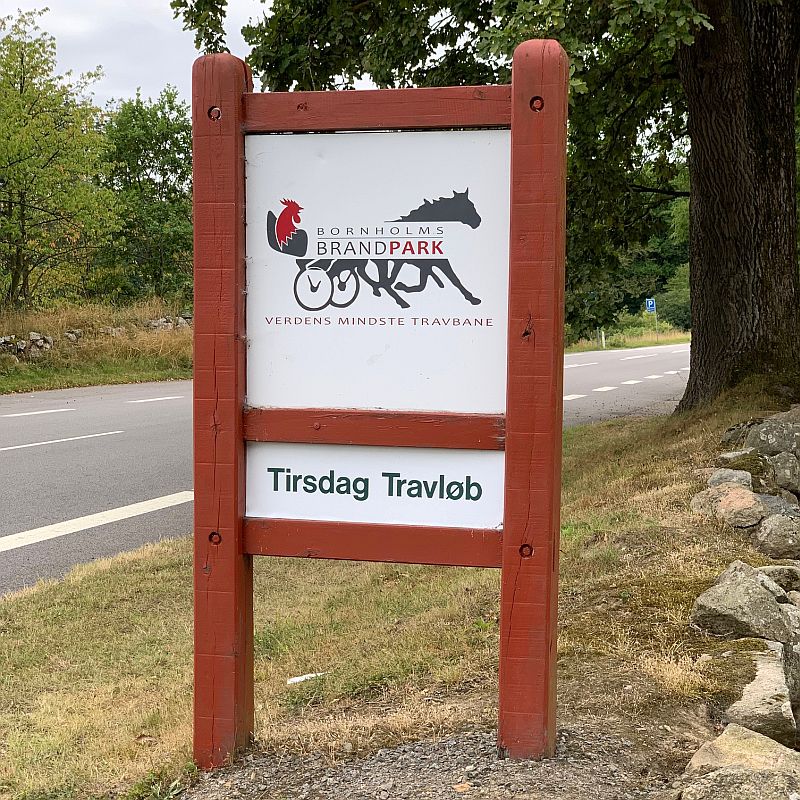 BORNHOLMS
BRANDPARK
VERDENS MINDSTE TRAVBANE
Tirsdag Travløb
P